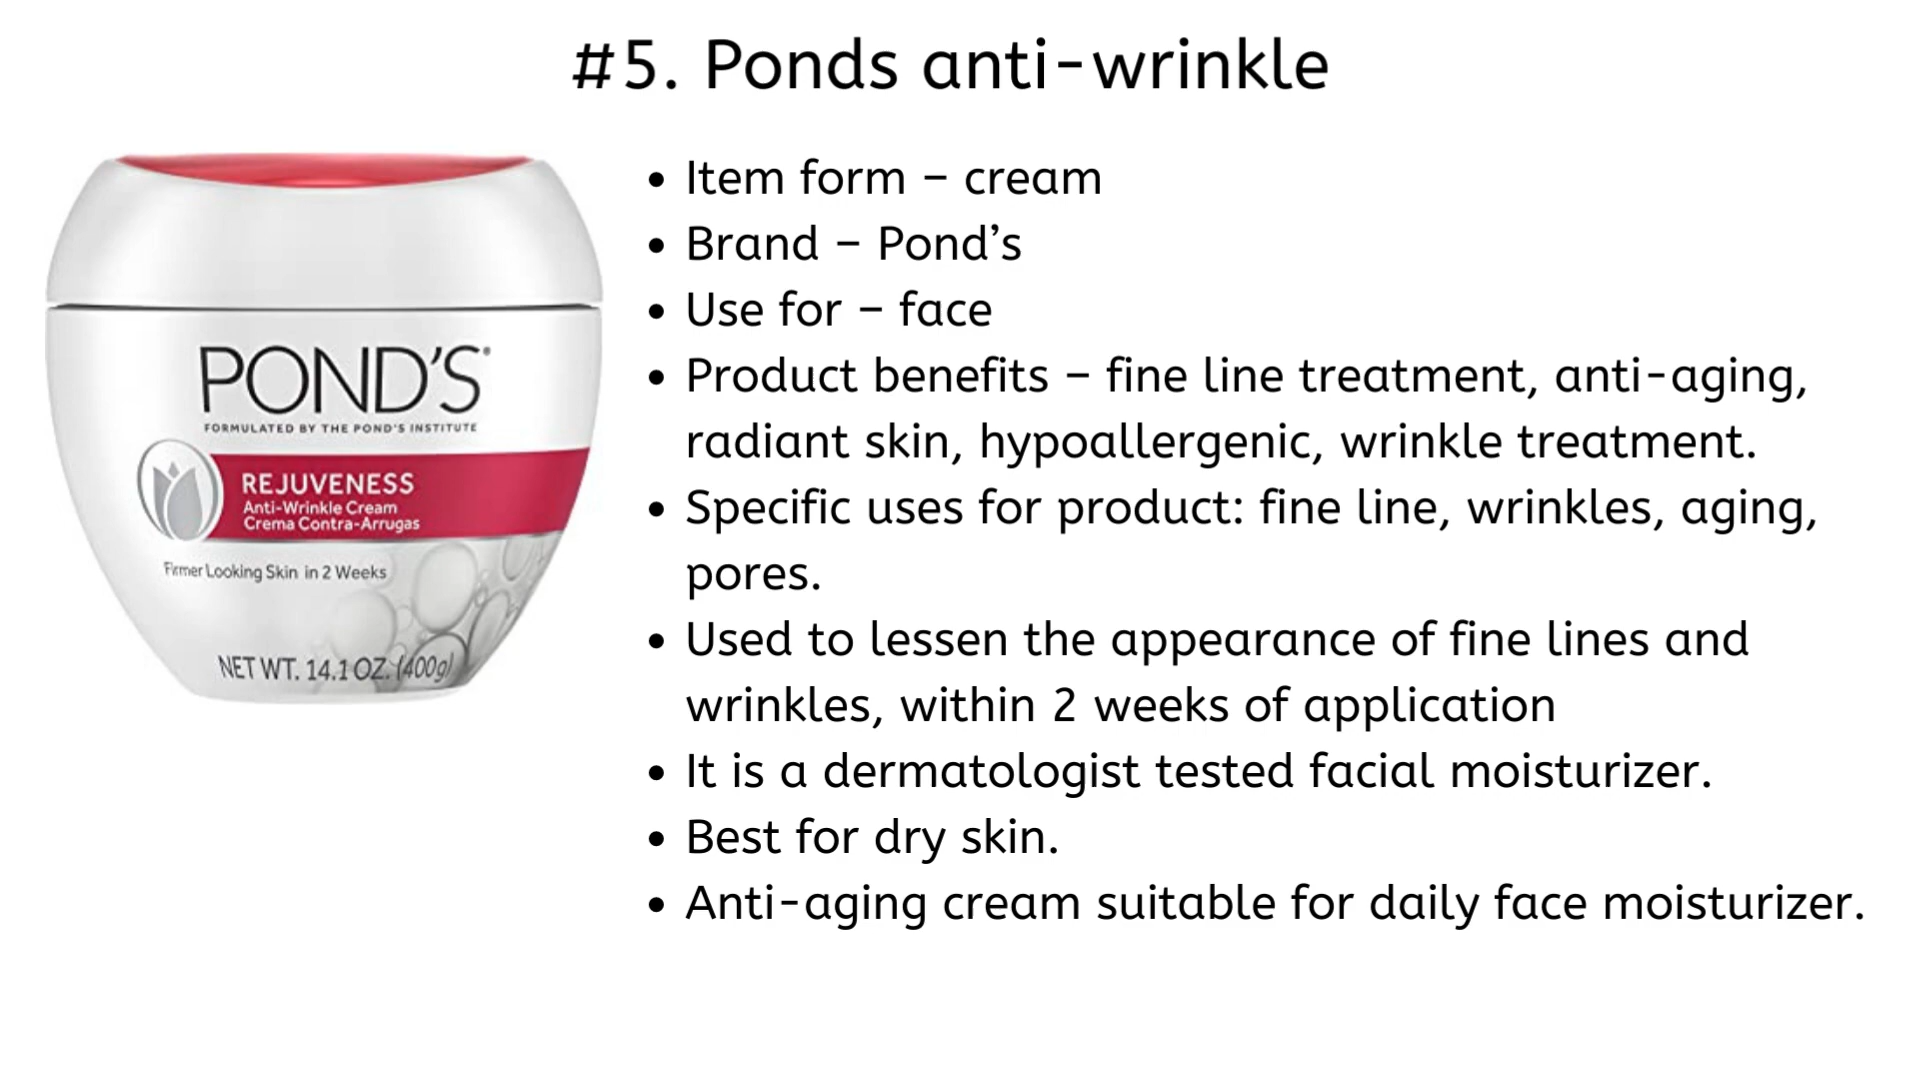 #5. Ponds anti-wrinkle
POND'S®
FORMULATED BY THE POND'S INSTITUTE
REJUVENESS
Anti-Wrinkle Cream
Crema Contra-Arrugas
Firmer Looking Skin in 2 Weeks
NET WT. 14.1 OZ. (400g)
• Item form – cream
• Brand – Pond’s
• Use for – face
• Product benefits – fine line treatment, anti-aging,
radiant skin, hypoallergenic, wrinkle treatment.
• Specific uses for product: fine line, wrinkles, aging,
pores.
• Used to lessen the appearance of fine lines and
wrinkles, within 2 weeks of application
• It is a dermatologist tested facial moisturizer.
• Best for dry skin.
• Anti-aging cream suitable for daily face moisturizer.